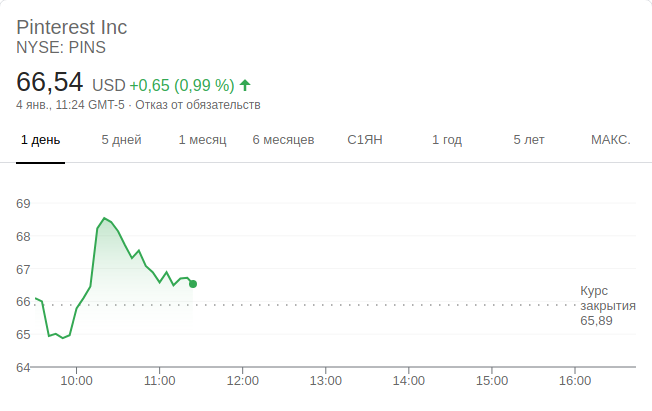 Pinterest Inc
NYSE: PINS
66,54 USD +0,65 (0,99 %)
4 янв., 11:24 GMT-5 · Отказ от обязательств
1 день 5 дней 1 месяц 6 месяцев С1ЯН 1 год 5 лет МАКС.
69
68
67
66
65
64
Курс
закрытия
65,89
10:00 11:00 12:00 13:00 14:00 15:00 16:00